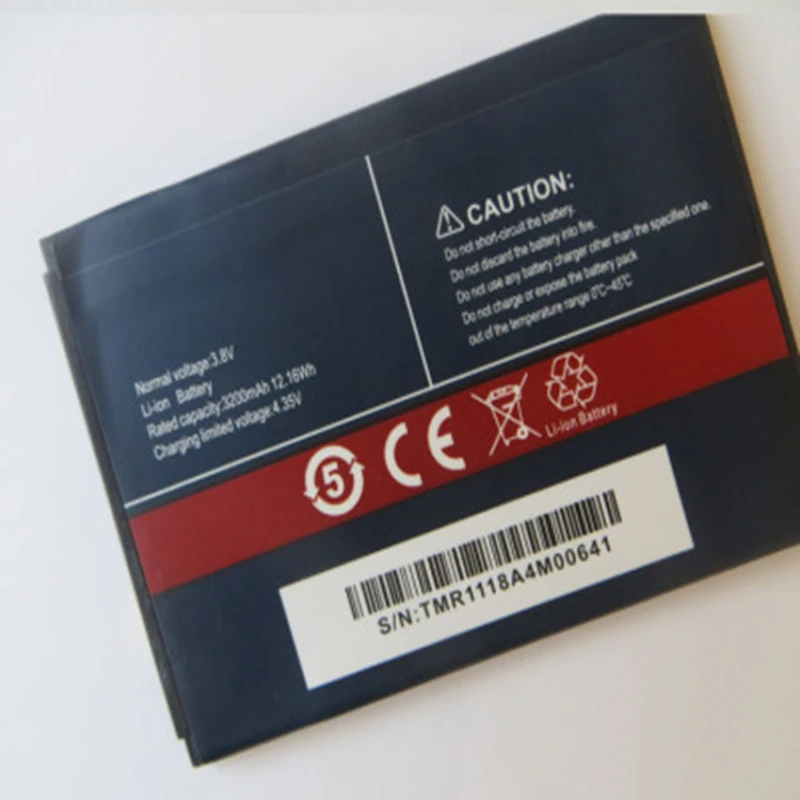 Normal voltage:3.8V
Li-ion Battery
Rated capacity:3200mAh 12.16Wh
Charging limited voltage:4.35V
CAUTION:
Do not short-circuit the battery.
Do not discard the battery into fire.
Do not use any battery charger other than the specified one.
Do not charge or expose the battery pack
out of the temperature range 0℃~45℃
5
CE
Li-ion Battery
S/N:TMR1118A4M00641